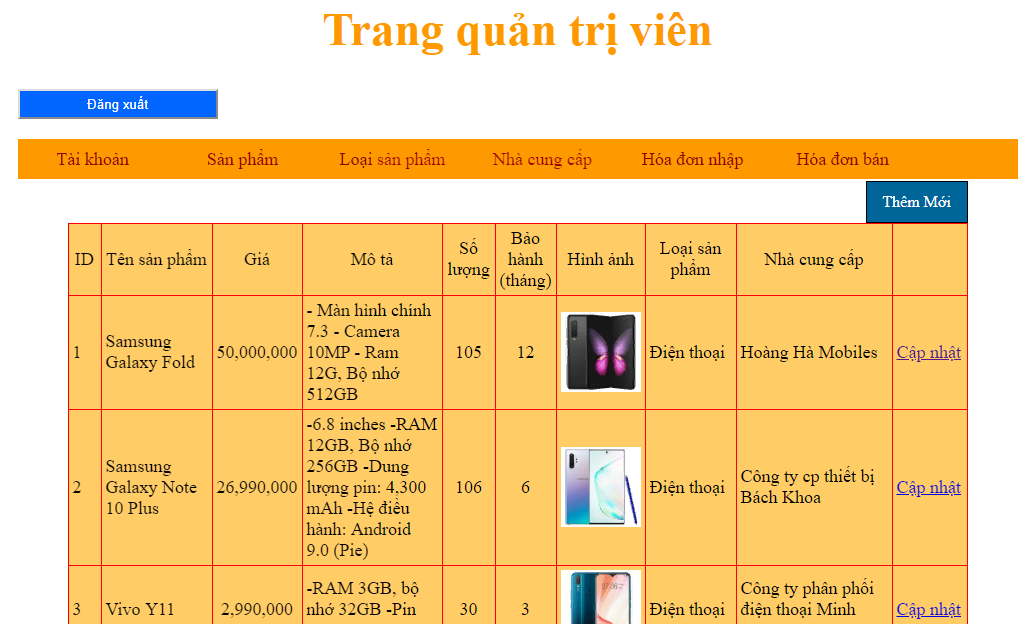 Trang quản trị viên
Đăng xuất
Tài khoản Sản phẩm Loại sản phẩm Nhà cung cấp Hóa đơn nhập Hóa đơn bán
Thêm Mới
ID Tên sản phẩm Giá Mô tả Số lượng Bảo hành (tháng) Hình ảnh Loại sản phẩm Nhà cung cấp
1
Samsung
Galaxy Fold
50,000,000
- Màn hình chính
7.3 - Camera
10MP - Ram
12G, Bộ nhớ
512GB
105
12
Điện thoại
Hoàng Hà Mobiles
Cập nhật
2
Samsung
Galaxy Note
10 Plus
26,990,000
-6.8 inches -RAM
12GB, Bộ nhớ
256GB -Dung
lượng pin: 4,300
mAh -Hệ điều
hành: Android
9.0 (Pie)
106
6
Điện thoại
Công ty cp thiết bị
Bách Khoa
Cập nhật
3
Vivo Y11
2,990,000
-RAM 3GB, bộ
nhớ 32GB -Pin
30
3
Điện thoại
Công ty phân phối
điện thoại Minh
Cập nhật